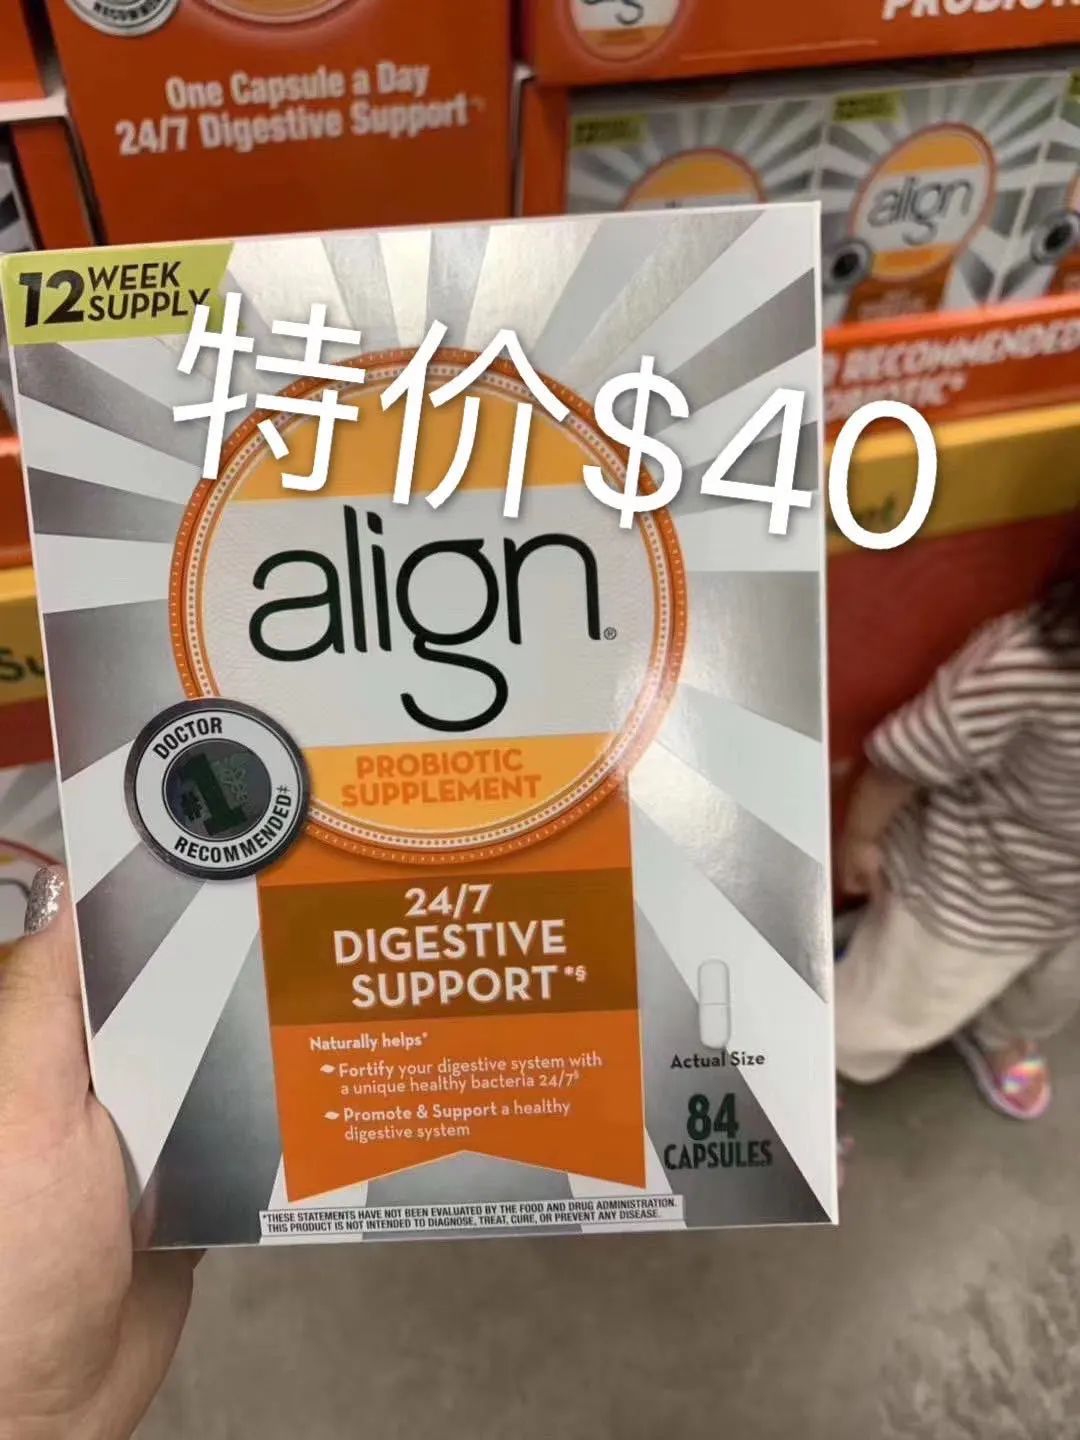 One Capsule a Day
24/7 Digestive Support
align
RECOMMENDED
12 WEEK SUPPLY
特价$40
align®
PROBIOTIC
SUPPLEMENT
DOCTOR
RECOMMENDED‡
24/7
DIGESTIVE
SUPPORT*§
Naturally helps*
Fortify your digestive system with
a unique healthy bacteria 24/7§
Promote & Support a healthy
digestive system
Actual Size
84
CAPSULES
*THESE STATEMENTS HAVE NOT BEEN EVALUATED BY THE FOOD AND DRUG ADMINISTRATION.
THIS PRODUCT IS NOT INTENDED TO DIAGNOSE, TREAT, CURE, OR PREVENT ANY DISEASE.